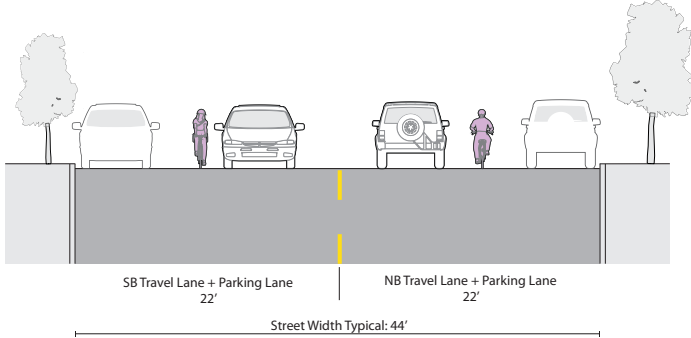 SB Travel Lane + Parking Lane
22’
NB Travel Lane + Parking Lane
22’
Street Width Typical: 44’